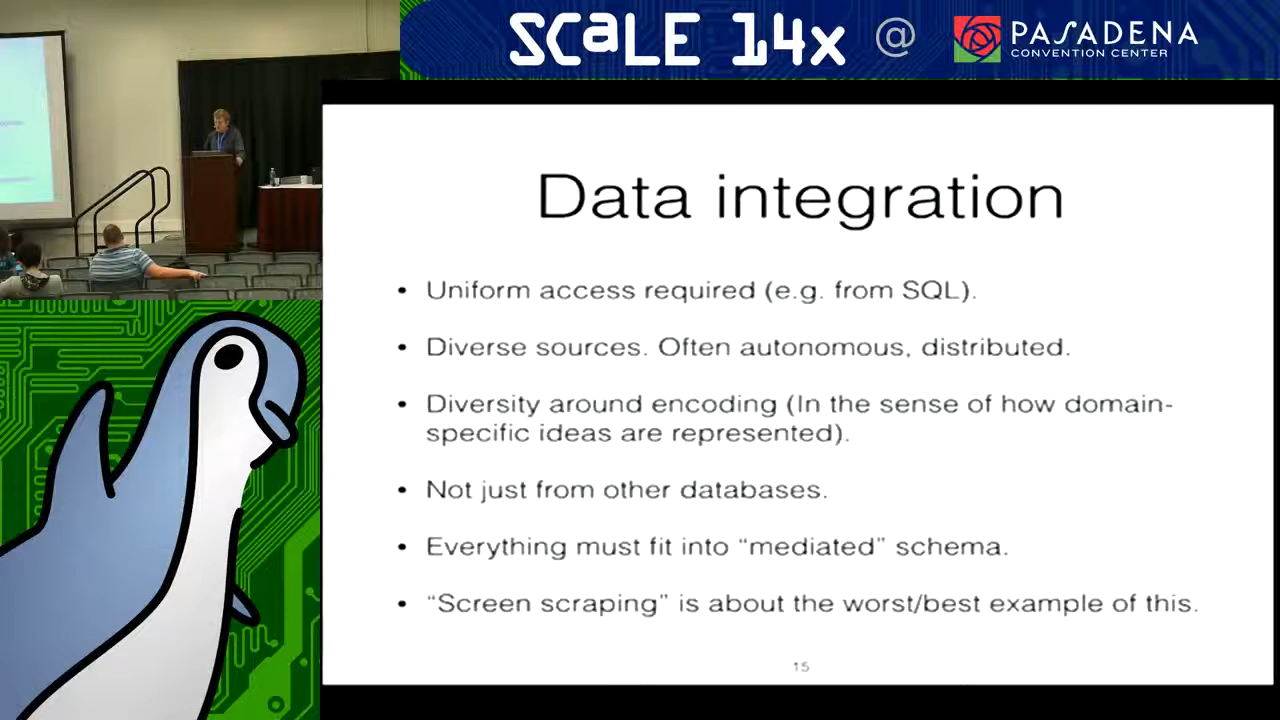 SCALE 14x @ PASADENA
CONVENTION CENTER
Data integration
• Uniform access required (e.g. from SQL).
• Diverse sources. Often autonomous, distributed.
• Diversity around encoding (In the sense of how domain-
specific ideas are represented).
• Not just from other databases.
• Everything must fit into “mediated” schema.
• “Screen scraping” is about the worst/best example of this.
15